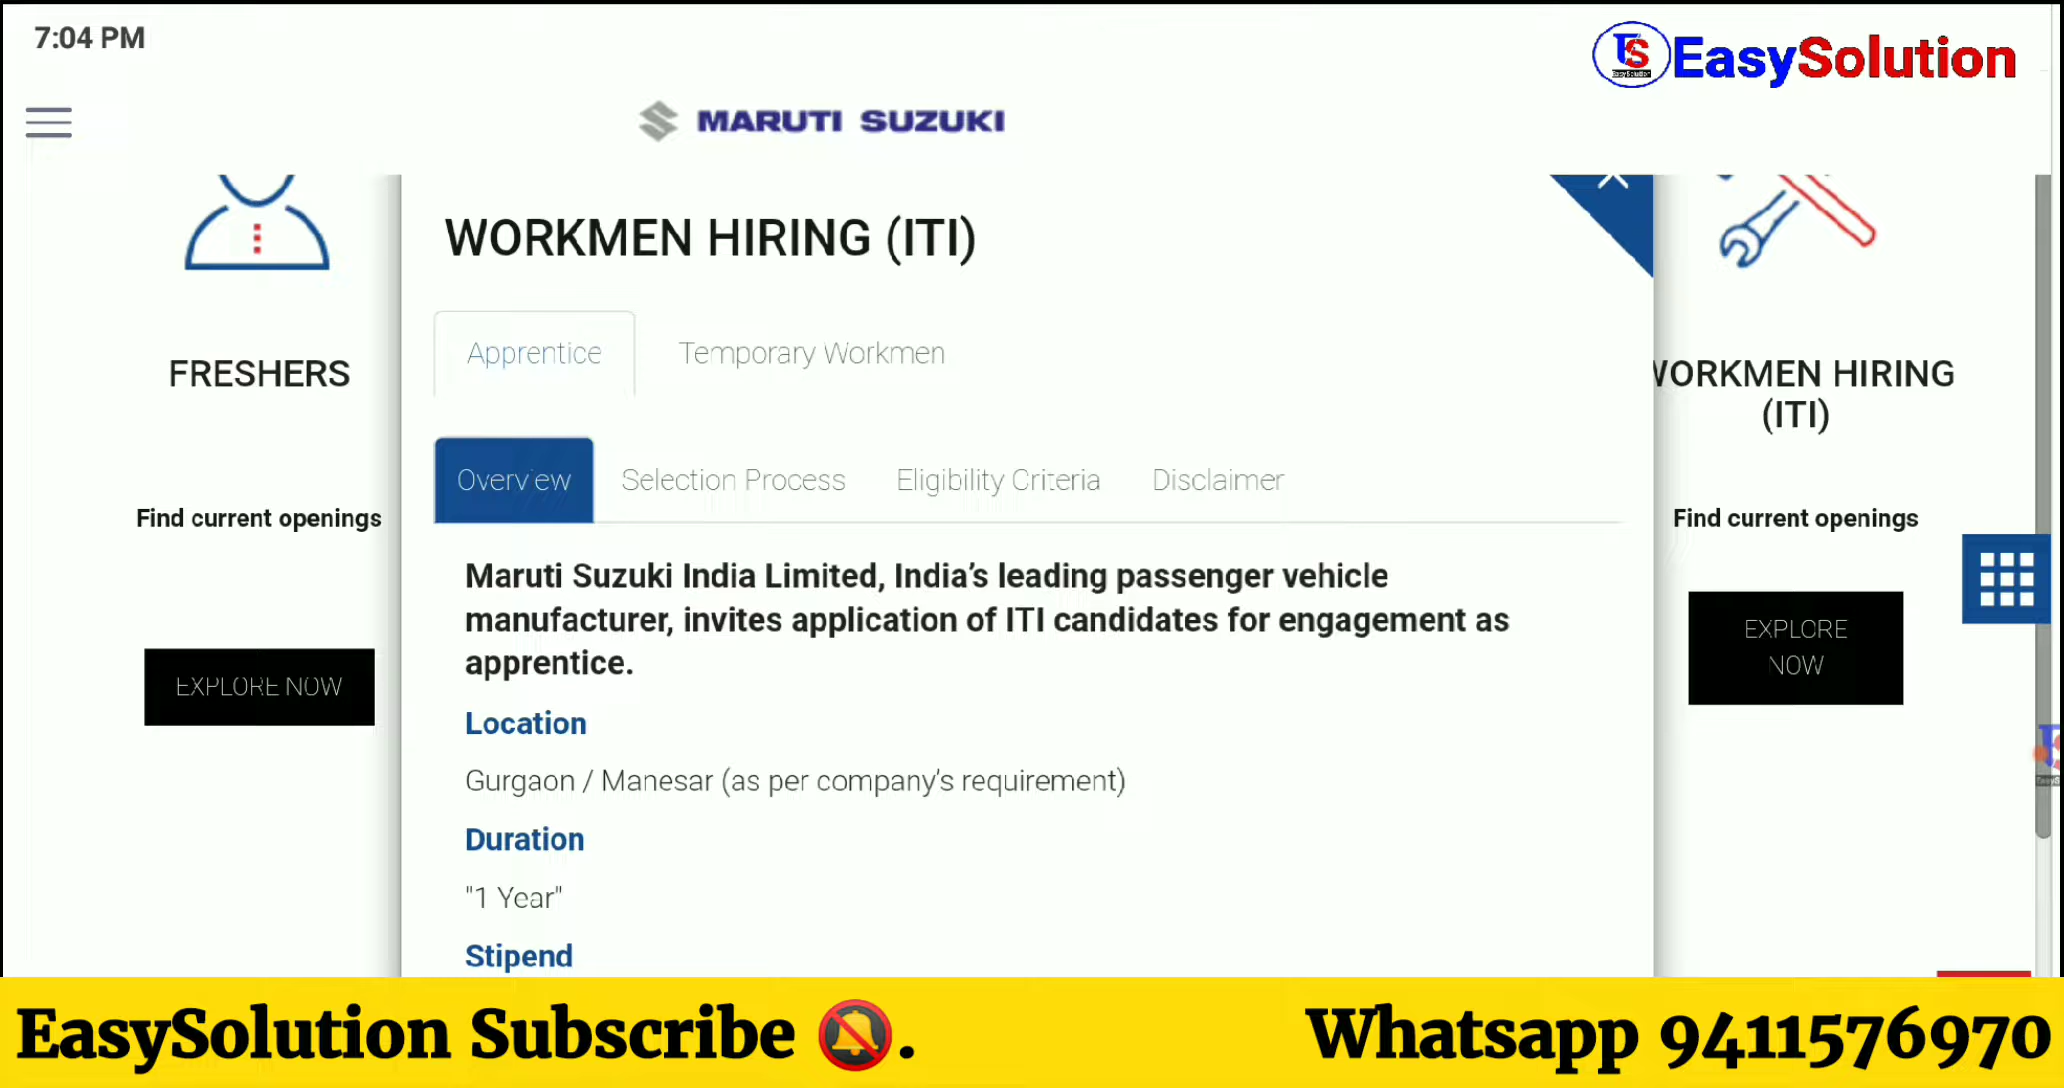 7:04 PM
EasySolution
MARUTI SUZUKI
WORKMEN HIRING (ITI)
Apprentice
Temporary Workmen
FRESHERS
WORKMEN HIRING
(ITI)
Overview
Selection Process
Eligibility Criteria
Disclaimer
Find current openings
Find current openings
Maruti Suzuki India Limited, India’s leading passenger vehicle
manufacturer, invites application of ITI candidates for engagement as
apprentice.
EXPLORE
NOW
EXPLORE NOW
Location
Gurgaon / Manesar (as per company’s requirement)
Duration
"1 Year"
Stipend
EasySolution Subscribe 🔕.
Whatsapp 9411576970